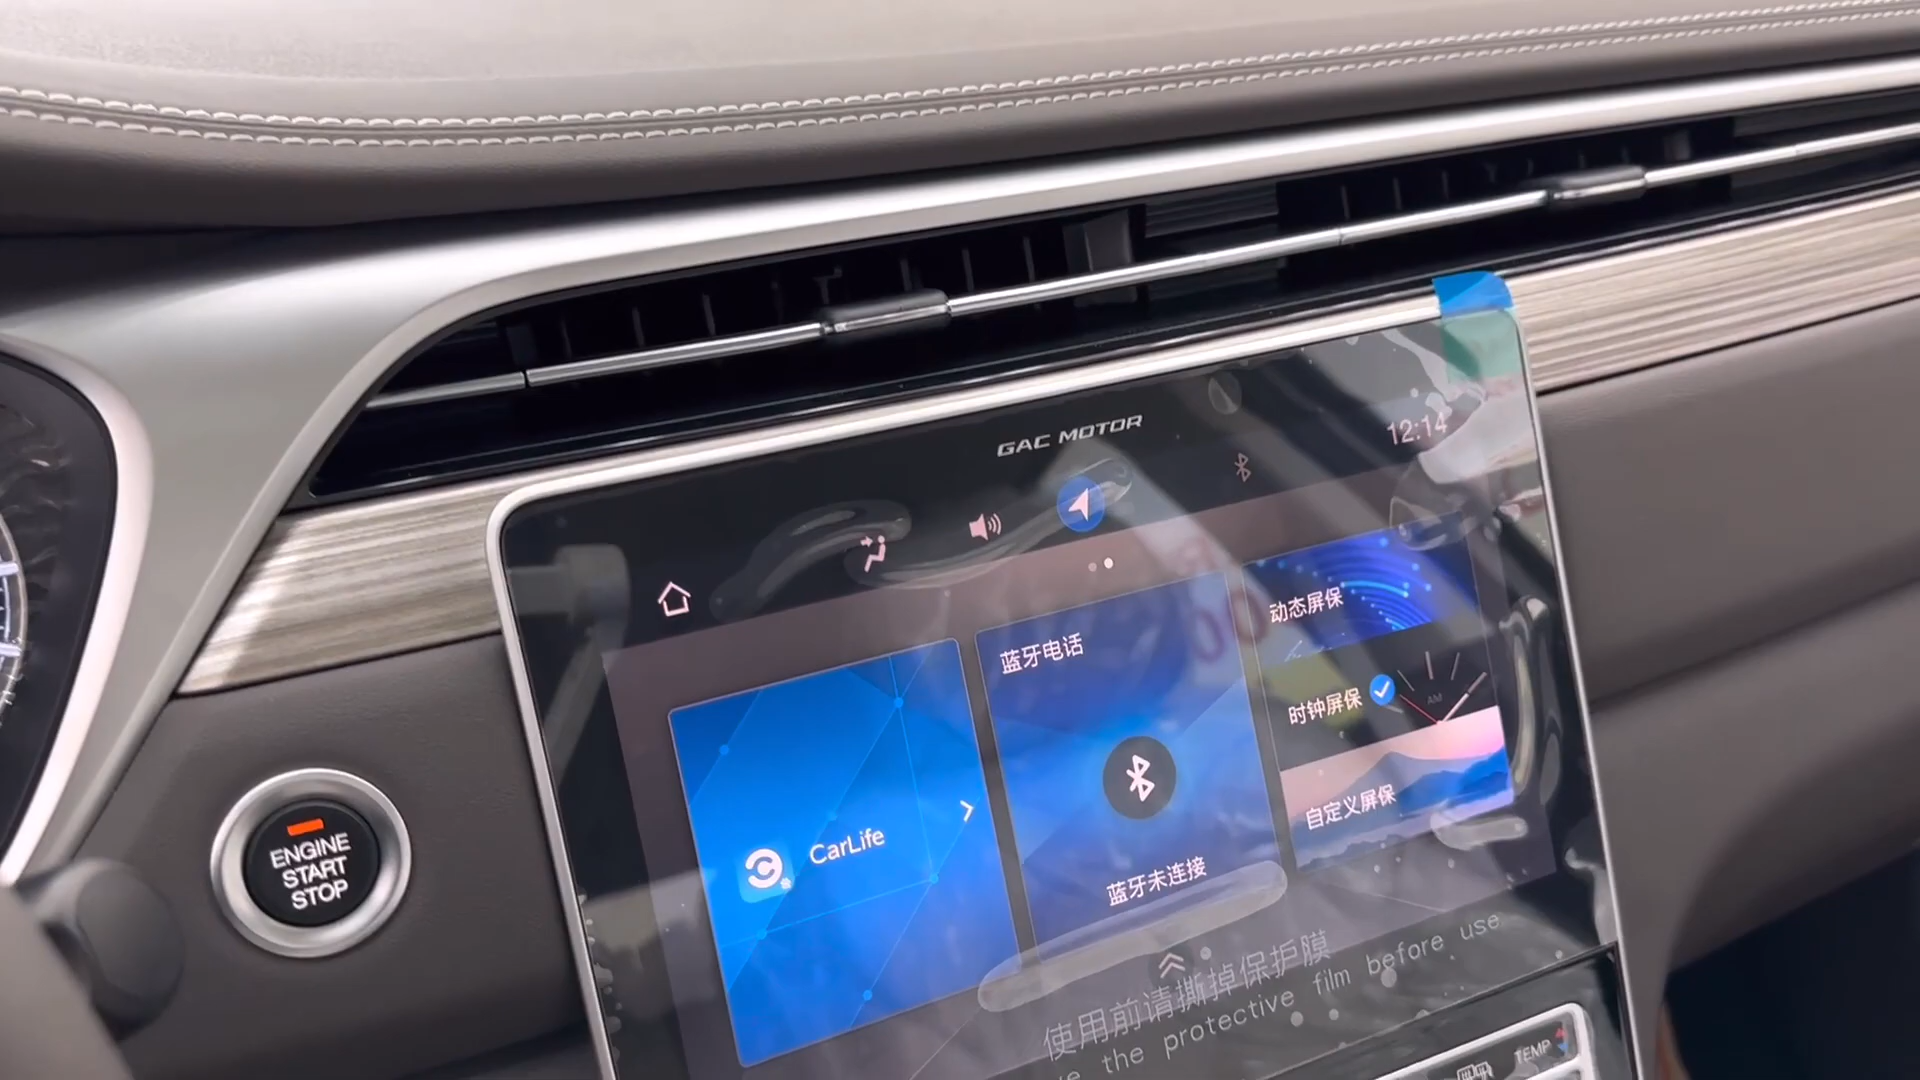 GAC MOTOR
12:14
动态屏保
蓝牙电话
时钟屏保
AM
自定义屏保
CarLife
蓝牙未连接
ENGINE
START
STOP
使用前请撕掉保护膜
the protective film before use
TEMP